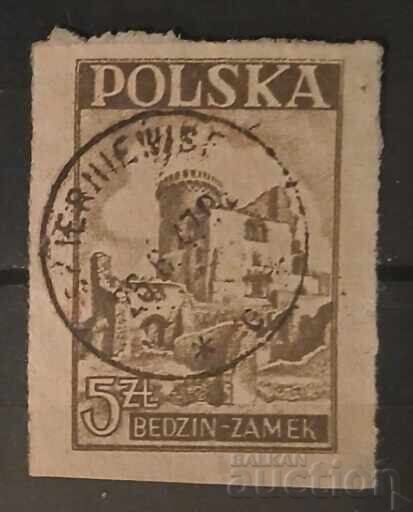 POLSKA
5 ZŁ
BEDZIN-ZAMEK
BALKAN
auction